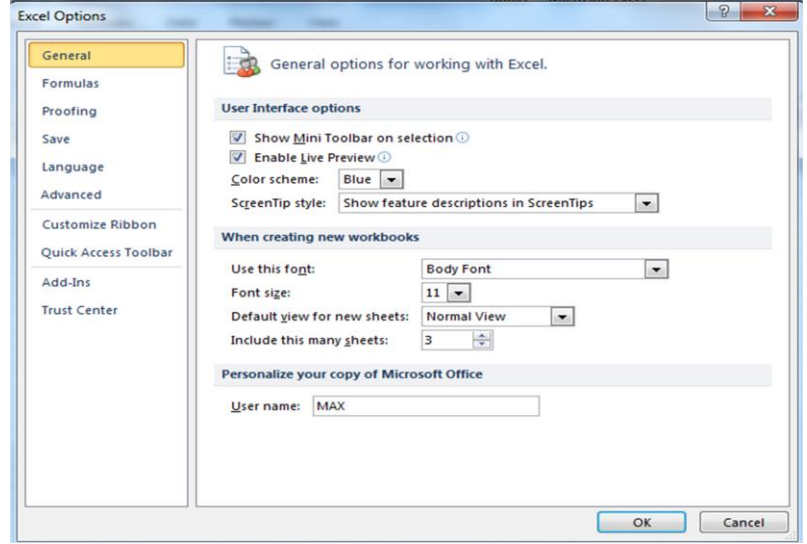 Excel Options
General
Formulas
Proofing
Save
Language
Advanced
Customize Ribbon
Quick Access Toolbar
Add-Ins
Trust Center
General options for working with Excel.
User Interface options
Show Mini Toolbar on selection
Enable Live Preview
Color scheme: Blue
ScreenTip style: Show feature descriptions in ScreenTips
When creating new workbooks
Use this font: Body Font
Font size: 11
Default view for new sheets: Normal View
Include this many sheets: 3
Personalize your copy of Microsoft Office
User name: MAX
OK Cancel